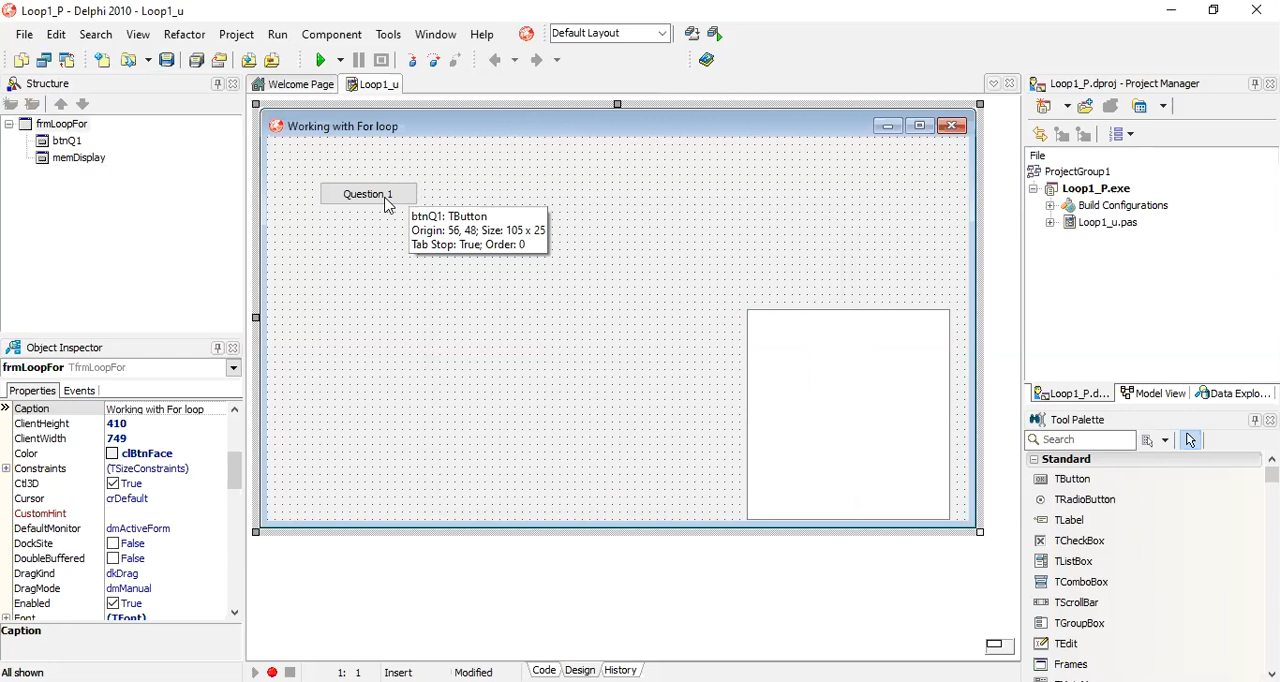 Loop1_P - Delphi 2010 - Loop1_u
File Edit Search View Refactor Project Run Component Tools Window Help Default Layout
Structure
frmLoopFor
btnQ1
memDisplay
Object Inspector
frmLoopFor TfrmLoopFor
Properties Events
Caption Working with For loop
ClientHeight 410
ClientWidth 749
Color clBtnFace
Constraints (TSizeConstraints)
Ctl3D True
Cursor crDefault
CustomHint
DefaultMonitor dmActiveForm
DockSite False
DoubleBuffered False
DragKind dkDrag
DragMode dmManual
Enabled True
Font (TFont)
Caption
All shown
Welcome Page Loop1_u
Working with For loop
Question 1
btnQ1: TButton
Origin: 56, 48; Size: 105 x 25
Tab Stop: True; Order: 0
1: 1 Insert Modified Code Design History
Loop1_P.dproj - Project Manager
File
ProjectGroup1
Loop1_P.exe
Build Configurations
Loop1_u.pas
Loop1_P.d... Model View Data Explo...
Tool Palette
Search
Standard
TButton
TRadioButton
TLabel
TCheckBox
TListBox
TComboBox
TScrollBar
TGroupBox
TEdit
Frames